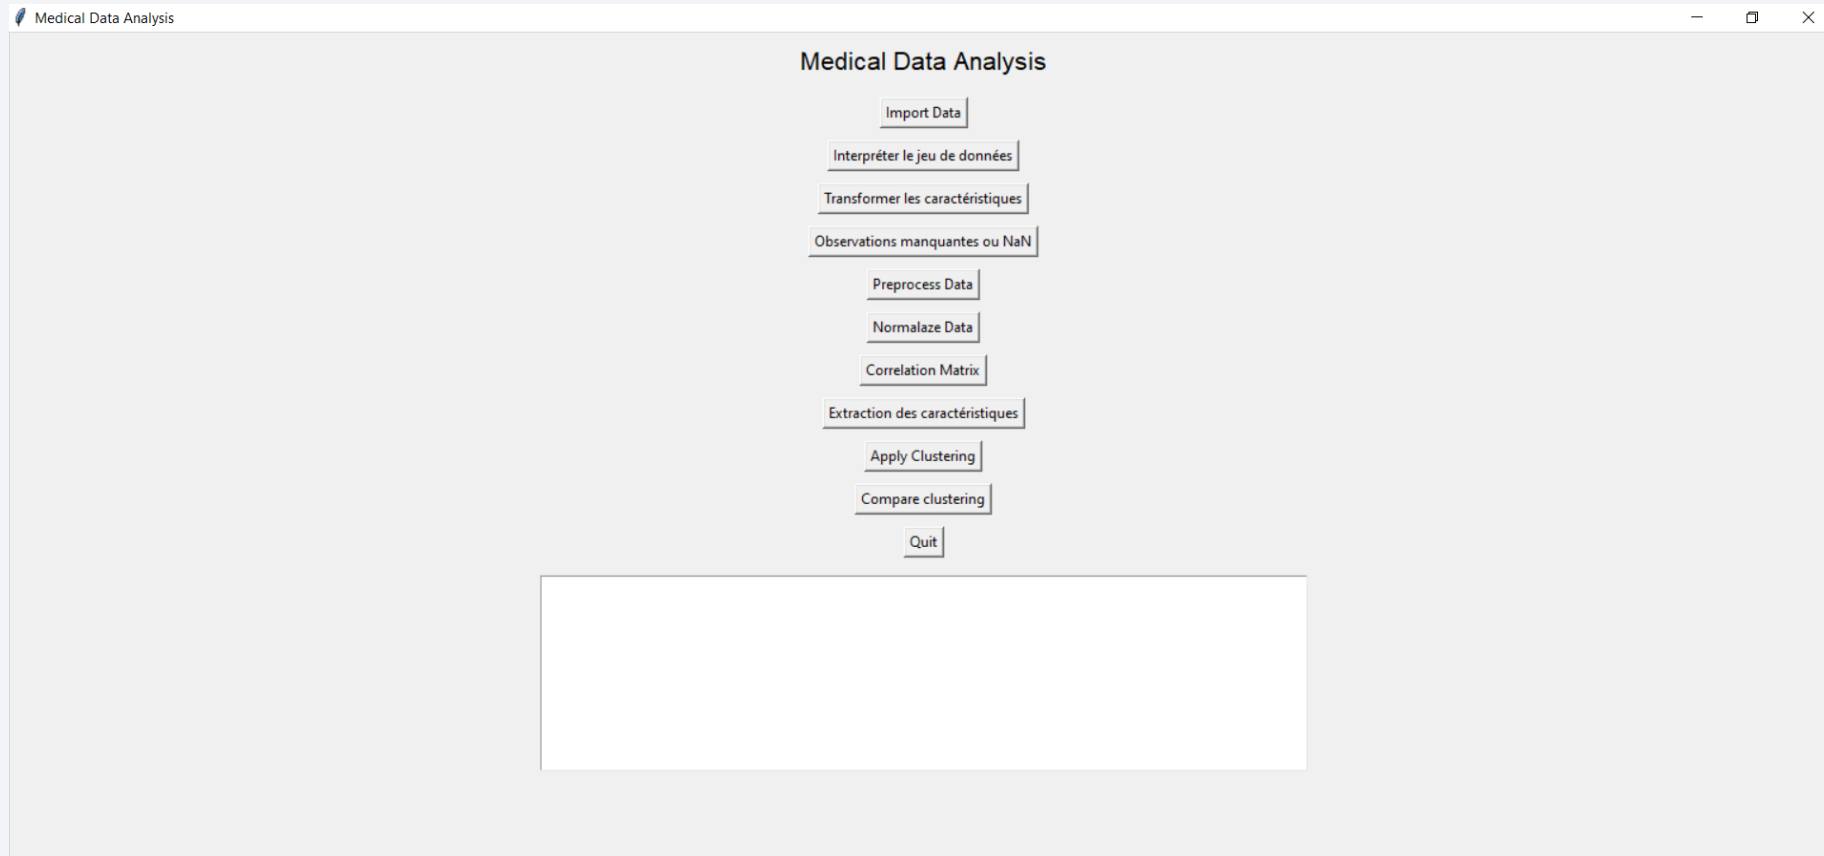 Medical Data Analysis
Medical Data Analysis
Import Data
Interpréter le jeu de données
Transformer les caractéristiques
Observations manquantes ou NaN
Preprocess Data
Normalaze Data
Correlation Matrix
Extraction des caractéristiques
Apply Clustering
Compare clustering
Quit